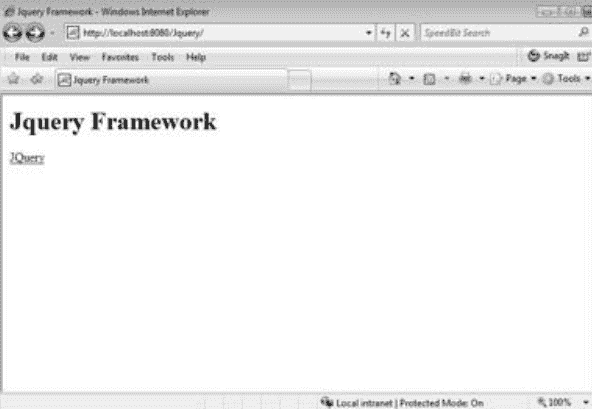 Jquery Framework - Windows Internet Explorer
http://localhost:8080/Jquery/
SpeedBit Search
File Edit View Favorites Tools Help
SnagIt
Jquery Framework
Page
Tools
Jquery Framework
JQuery
Local intranet | Protected Mode: On
100%